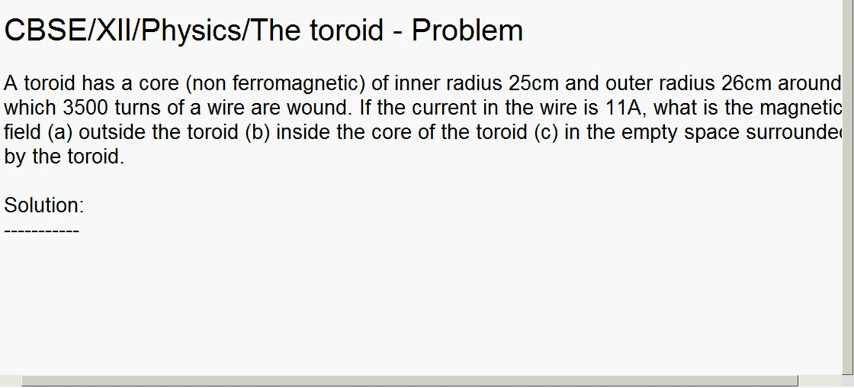 CBSE/XII/Physics/The toroid - Problem
A toroid has a core (non ferromagnetic) of inner radius 25cm and outer radius 26cm around
which 3500 turns of a wire are wound. If the current in the wire is 11A, what is the magnetic
field (a) outside the toroid (b) inside the core of the toroid (c) in the empty space surrounded
by the toroid.
Solution:
-----------